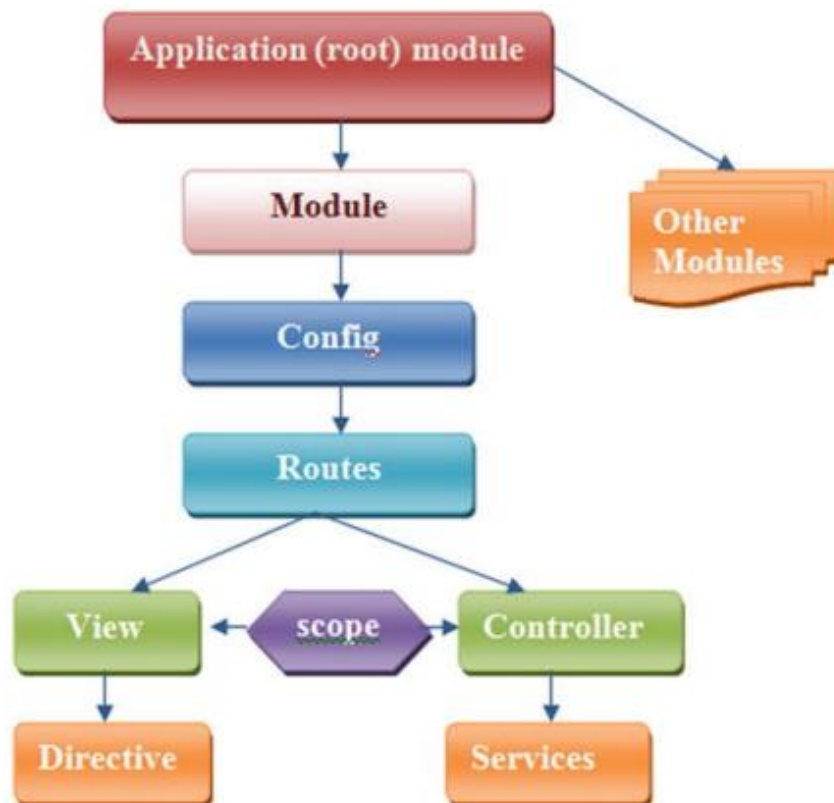 Application (root) module
Module
Other
Modules
Config
Routes
View
scope
Controller
Directive
Services